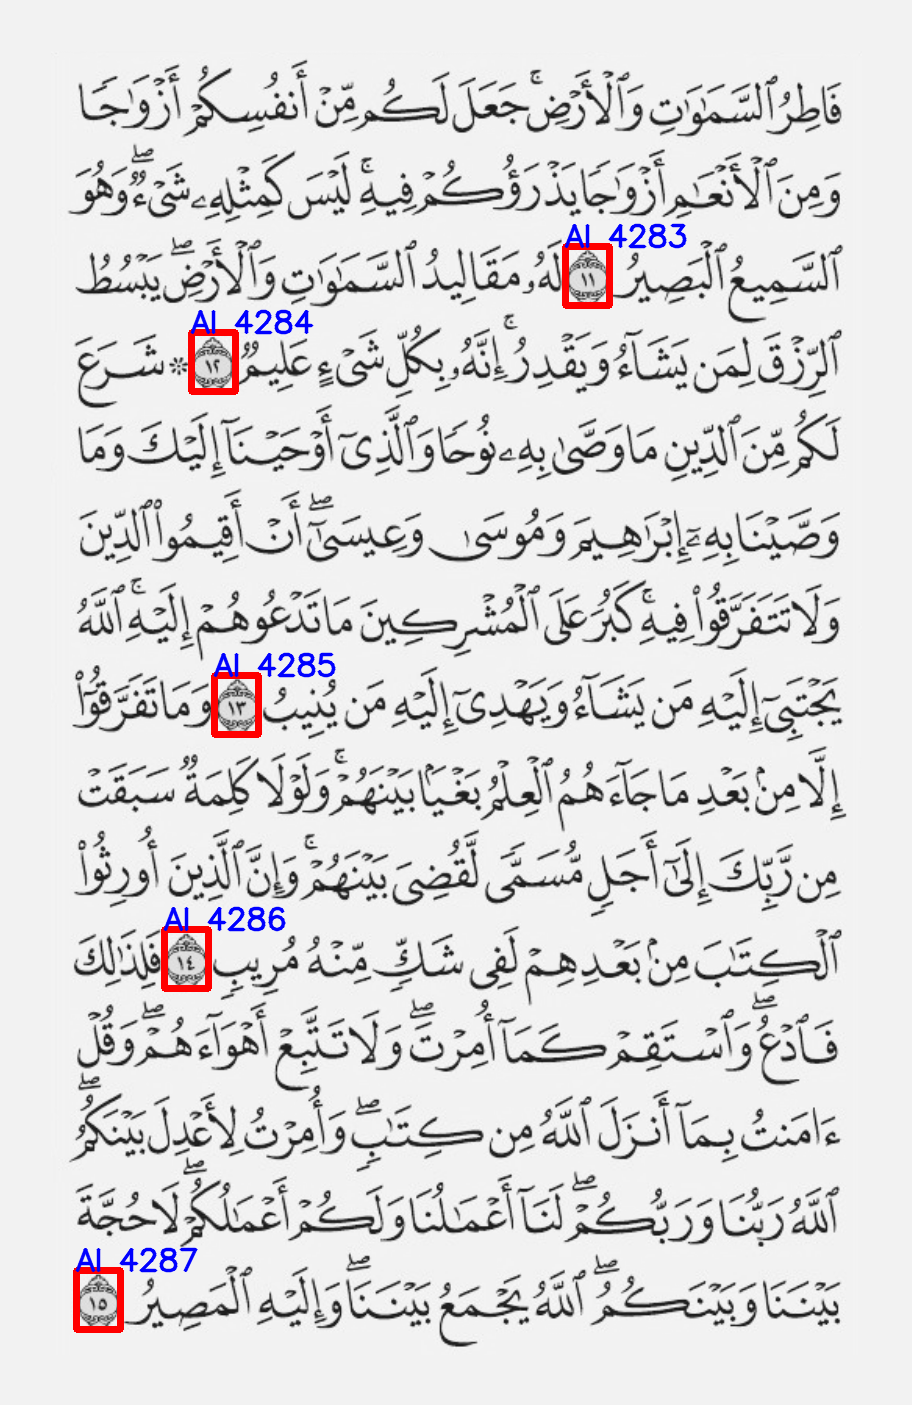 فَاطِرُ ٱلسَّمَٰوَٰتِ وَٱلْأَرْضِۚ جَعَلَ لَكُم مِّنْ أَنفُسِكُمْ أَزْوَٰجًا
وَمِنَ ٱلْأَنْعَٰمِ أَزْوَٰجًا يَذْرَؤُكُمْ فِيهِۚ لَيْسَ كَمِثْلِهِۦ شَىْءٌۖ وَهُوَ
AI 4283
ٱلسَّمِيعُ ٱلْبَصِيرُ ١١ لَهُۥ مَقَالِيدُ ٱلسَّمَٰوَٰتِ وَٱلْأَرْضِۖ يَبْسُطُ
AI 4284
ٱلرِّزْقَ لِمَن يَشَآءُ وَيَقْدِرُۚ إِنَّهُۥ بِكُلِّ شَىْءٍ عَلِيمٌ ١٢ ۞ شَرَعَ
لَكُم مِّنَ ٱلدِّينِ مَا وَصَّىٰ بِهِۦ نُوحًا وَٱلَّذِىٓ أَوْحَيْنَآ إِلَيْكَ وَمَا
وَصَّيْنَا بِهِۦٓ إِبْرَٰهِيمَ وَمُوسَىٰ وَعِيسَىٰٓۖ أَنْ أَقِيمُوا۟ ٱلدِّينَ
وَلَا تَتَفَرَّقُوا۟ فِيهِۚ كَبُرَ عَلَى ٱلْمُشْرِكِينَ مَا تَدْعُوهُمْ إِلَيْهِۚ ٱللَّهُ
AI 4285
يَجْتَبِىٓ إِلَيْهِ مَن يَشَآءُ وَيَهْدِىٓ إِلَيْهِ مَن يُنِيبُ ١٣ وَمَا تَفَرَّقُوٓا۟
إِلَّا مِنۢ بَعْدِ مَا جَآءَهُمُ ٱلْعِلْمُ بَغْيًۢا بَيْنَهُمْۚ وَلَوْلَا كَلِمَةٌ سَبَقَتْ
مِن رَّبِّكَ إِلَىٰٓ أَجَلٍ مُّسَمًّى لَّقُضِىَ بَيْنَهُمْۚ وَإِنَّ ٱلَّذِينَ أُورِثُوا۟
AI 4286
ٱلْكِتَٰبَ مِنۢ بَعْدِهِمْ لَفِى شَكٍّ مِّنْهُ مُرِيبٍ ١٤ فَلِذَٰلِكَ
فَٱدْعُۖ وَٱسْتَقِمْ كَمَآ أُمِرْتَۖ وَلَا تَتَّبِعْ أَهْوَآءَهُمْۖ وَقُلْ
ءَامَنتُ بِمَآ أَنزَلَ ٱللَّهُ مِن كِتَٰبٍۖ وَأُمِرْتُ لِأَعْدِلَ بَيْنَكُمُۖ
ٱللَّهُ رَبُّنَا وَرَبُّكُمْۖ لَنَآ أَعْمَٰلُنَا وَلَكُمْ أَعْمَٰلُكُمْۖ لَا حُجَّةَ
AI 4287
بَيْنَنَا وَبَيْنَكُمُۖ ٱللَّهُ يَجْمَعُ بَيْنَنَاۖ وَإِلَيْهِ ٱلْمَصِيرُ ١٥